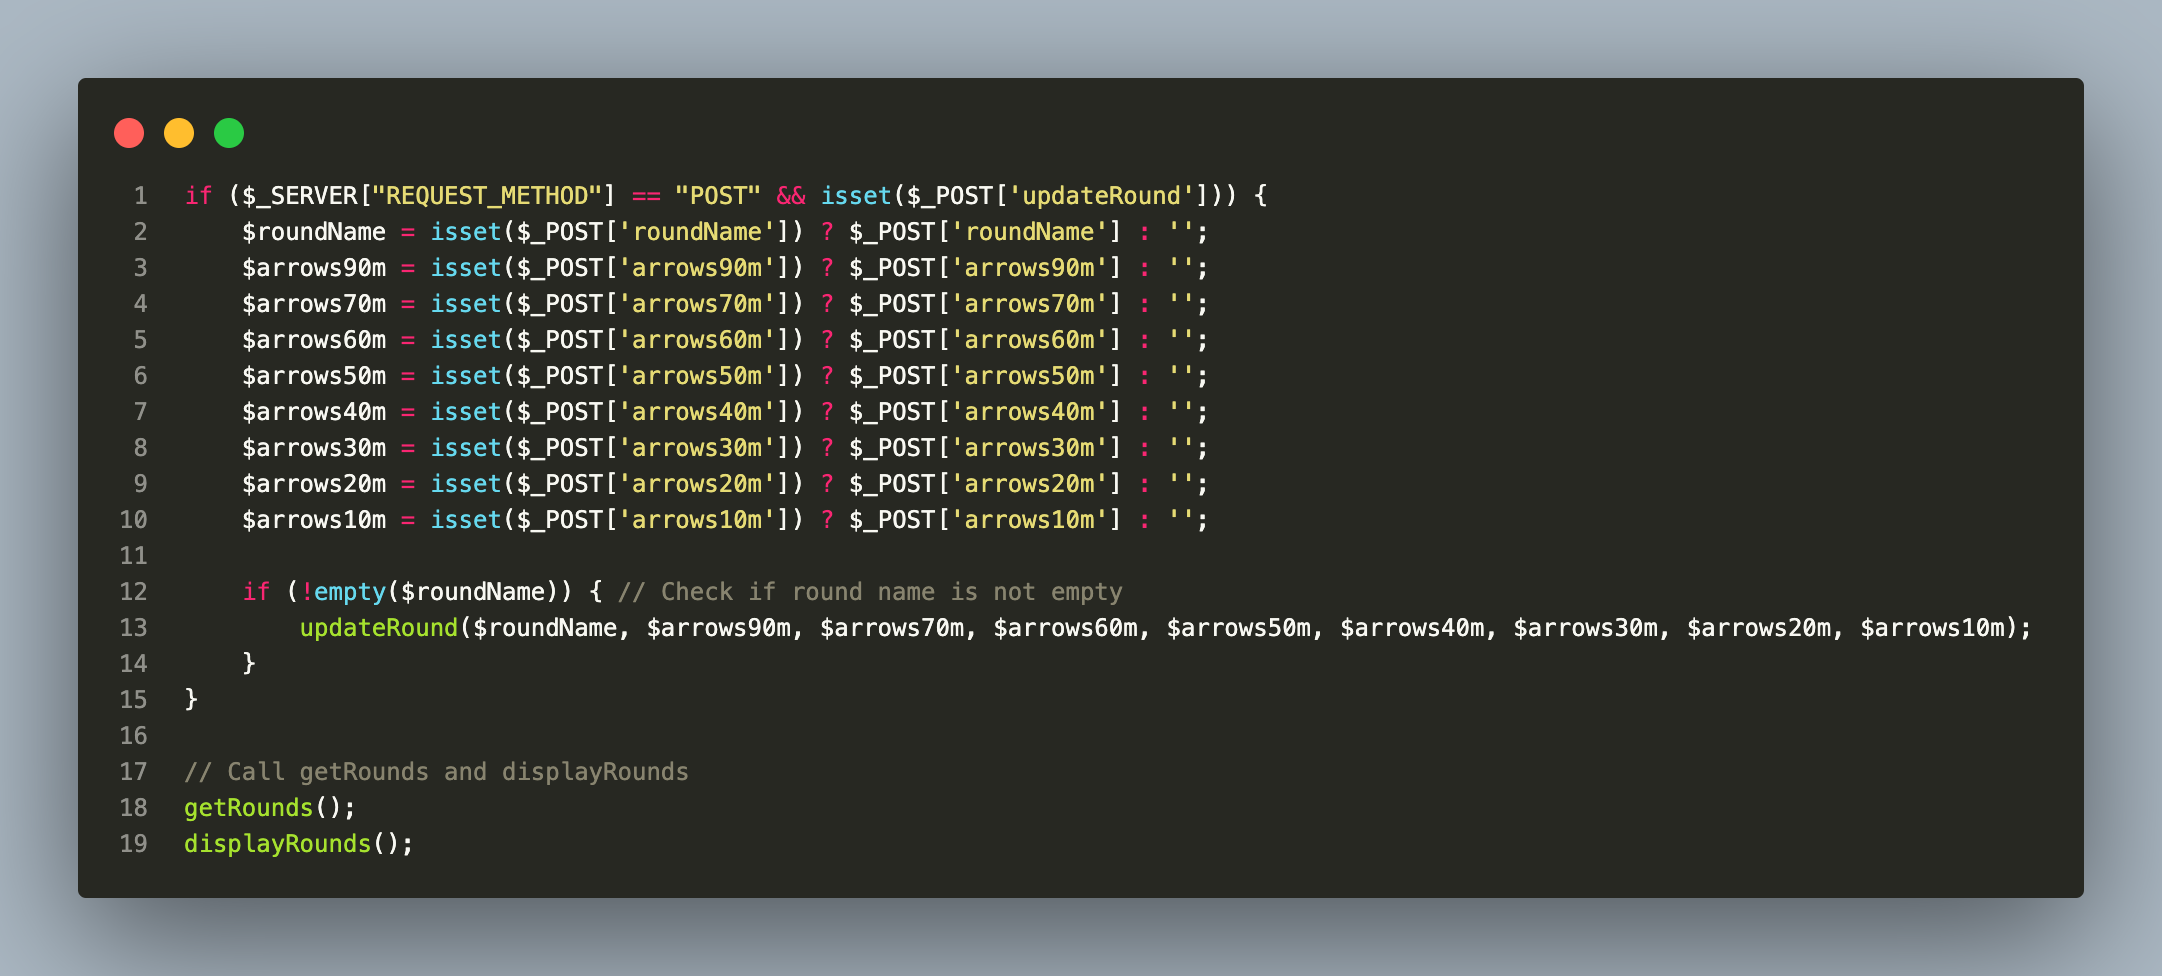 1 if ($_SERVER["REQUEST_METHOD"] == "POST" && isset($_POST['updateRound'])) {
2     $roundName = isset($_POST['roundName']) ? $_POST['roundName'] : '';
3     $arrows90m = isset($_POST['arrows90m']) ? $_POST['arrows90m'] : '';
4     $arrows70m = isset($_POST['arrows70m']) ? $_POST['arrows70m'] : '';
5     $arrows60m = isset($_POST['arrows60m']) ? $_POST['arrows60m'] : '';
6     $arrows50m = isset($_POST['arrows50m']) ? $_POST['arrows50m'] : '';
7     $arrows40m = isset($_POST['arrows40m']) ? $_POST['arrows40m'] : '';
8     $arrows30m = isset($_POST['arrows30m']) ? $_POST['arrows30m'] : '';
9     $arrows20m = isset($_POST['arrows20m']) ? $_POST['arrows20m'] : '';
10     $arrows10m = isset($_POST['arrows10m']) ? $_POST['arrows10m'] : '';
11
12     if (!empty($roundName)) { // Check if round name is not empty
13         updateRound($roundName, $arrows90m, $arrows70m, $arrows60m, $arrows50m, $arrows40m, $arrows30m, $arrows20m, $arrows10m);
14     }
15 }
16
17 // Call getRounds and displayRounds
18 getRounds();
19 displayRounds();